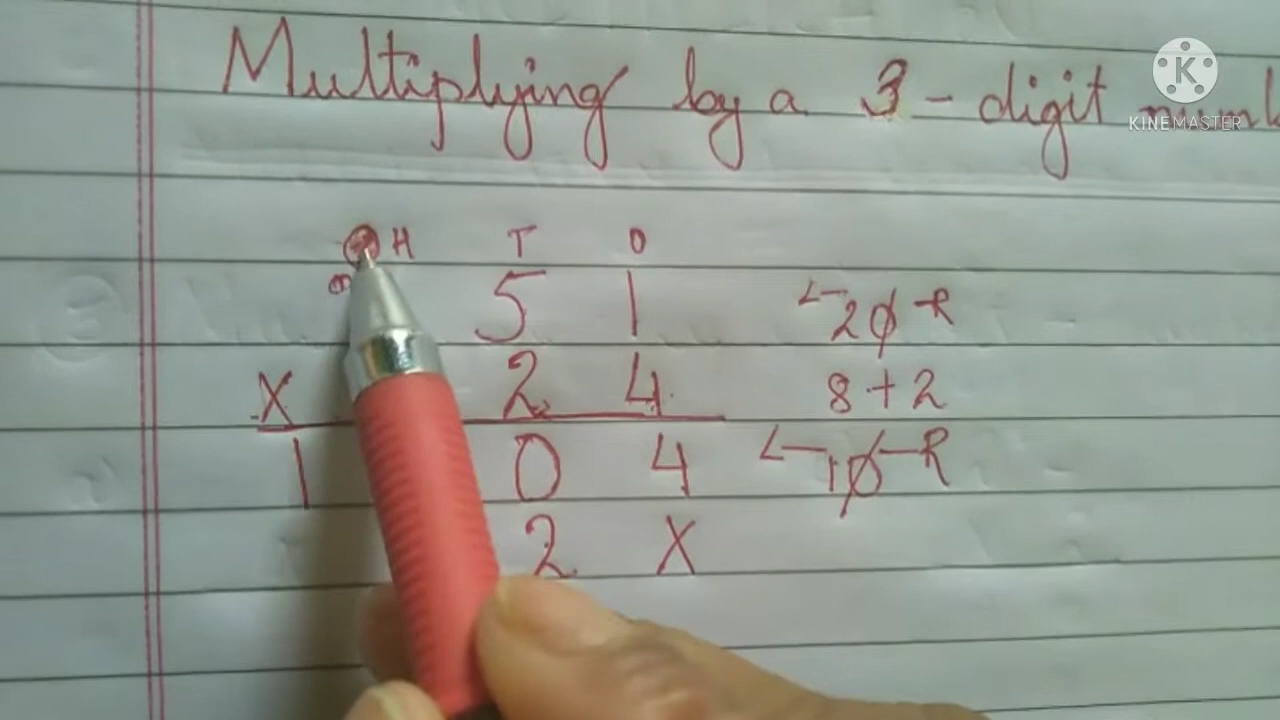 Multiplying by a 3-digit
KINEMASTER
H T O
5 1 ← 20 R
X 2 4 8+2
1 0 4 ← 10 R
2 X